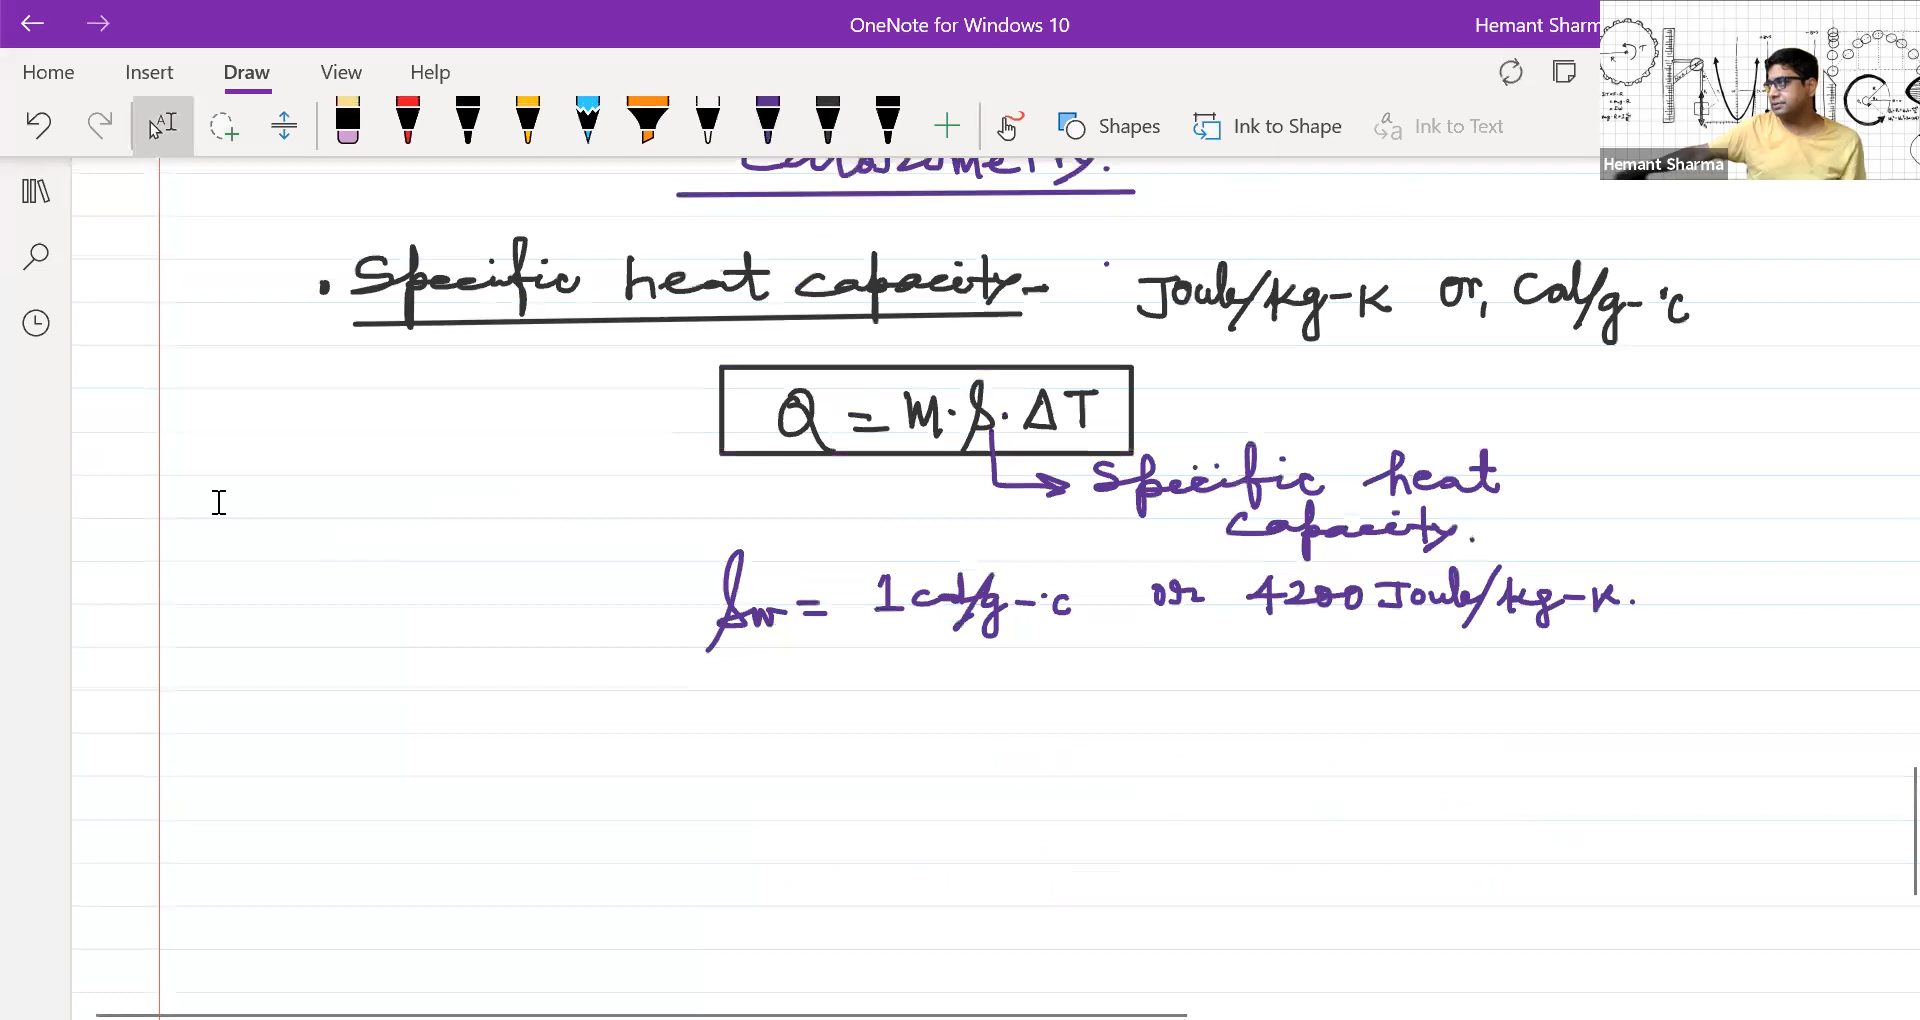 OneNote for Windows 10
Hemant Sharm
Home Insert Draw View Help
Shapes Ink to Shape Ink to Text
Hemant Sharma
Calorimetry.
• Specific heat capacity- Joule/kg-K or, Cal/g-°C
Q = M·S·ΔT
→ Specific heat
capacity.
Sw = 1 cal/g-°C or 4200 Joule/kg-K.